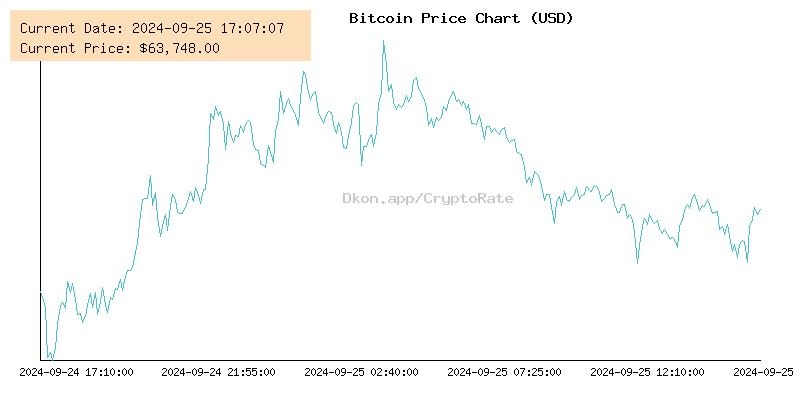 Bitcoin Price Chart (USD)
Current Date: 2024-09-25 17:07:07
Current Price: $63,748.00
Dkon.app/CryptoRate
2024-09-24 17:10:00 2024-09-24 21:55:00 2024-09-25 02:40:00 2024-09-25 07:25:00 2024-09-25 12:10:00 2024-09-25